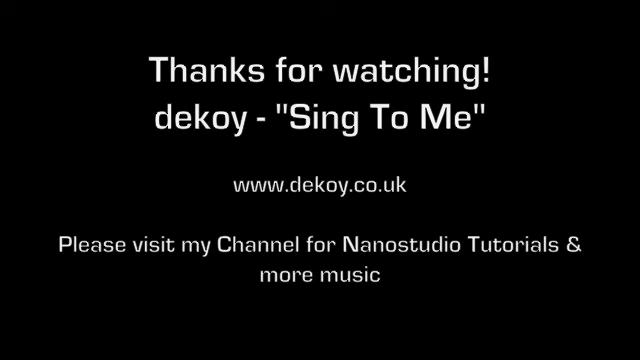 Thanks for watching!
dekoy - "Sing To Me"
www.dekoy.co.uk
Please visit my Channel for Nanostudio Tutorials &
more music